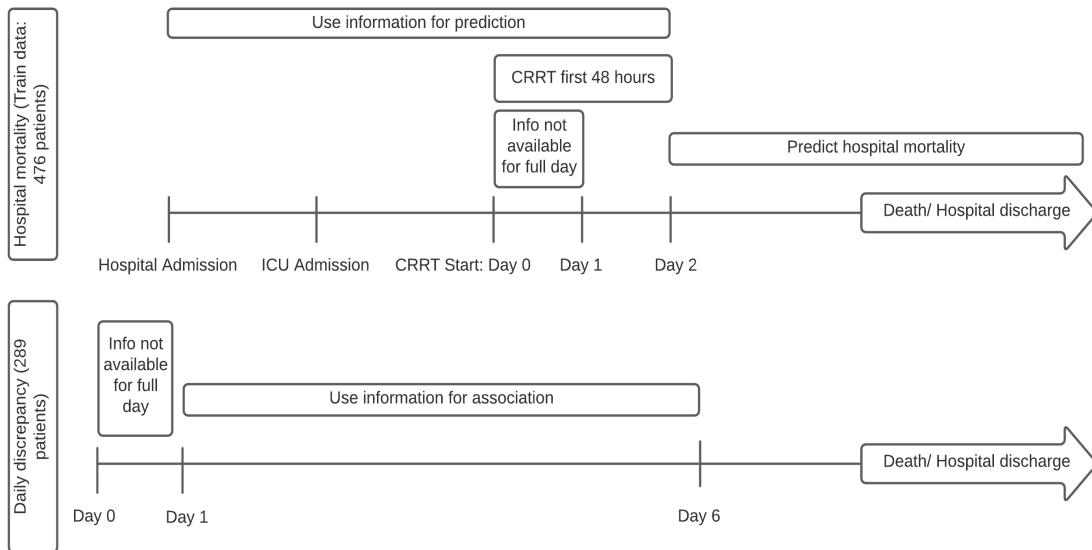 Hospital mortality (Train data:
476 patients)
Use information for prediction
CRRT first 48 hours
Info not
available
for full day
Predict hospital mortality
Death/ Hospital discharge
Hospital Admission
ICU Admission
CRRT Start: Day 0
Day 1
Day 2
Daily discrepancy (289
patients)
Info not
available
for full
day
Use information for association
Death/ Hospital discharge
Day 0
Day 1
Day 6